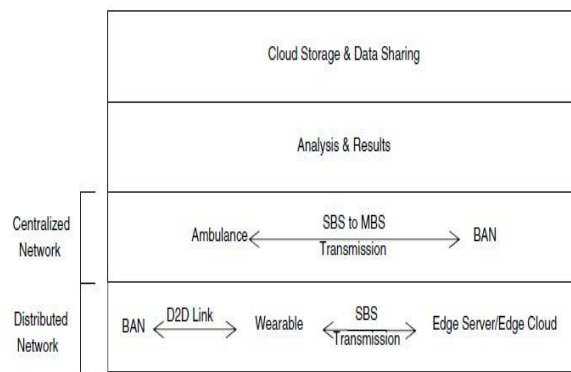 Cloud Storage & Data Sharing
Analysis & Results
Centralized
Network
Ambulance
SBS to MBS
Transmission
BAN
Distributed
Network
BAN
D2D Link
Wearable
SBS
Transmission
Edge Server/Edge Cloud